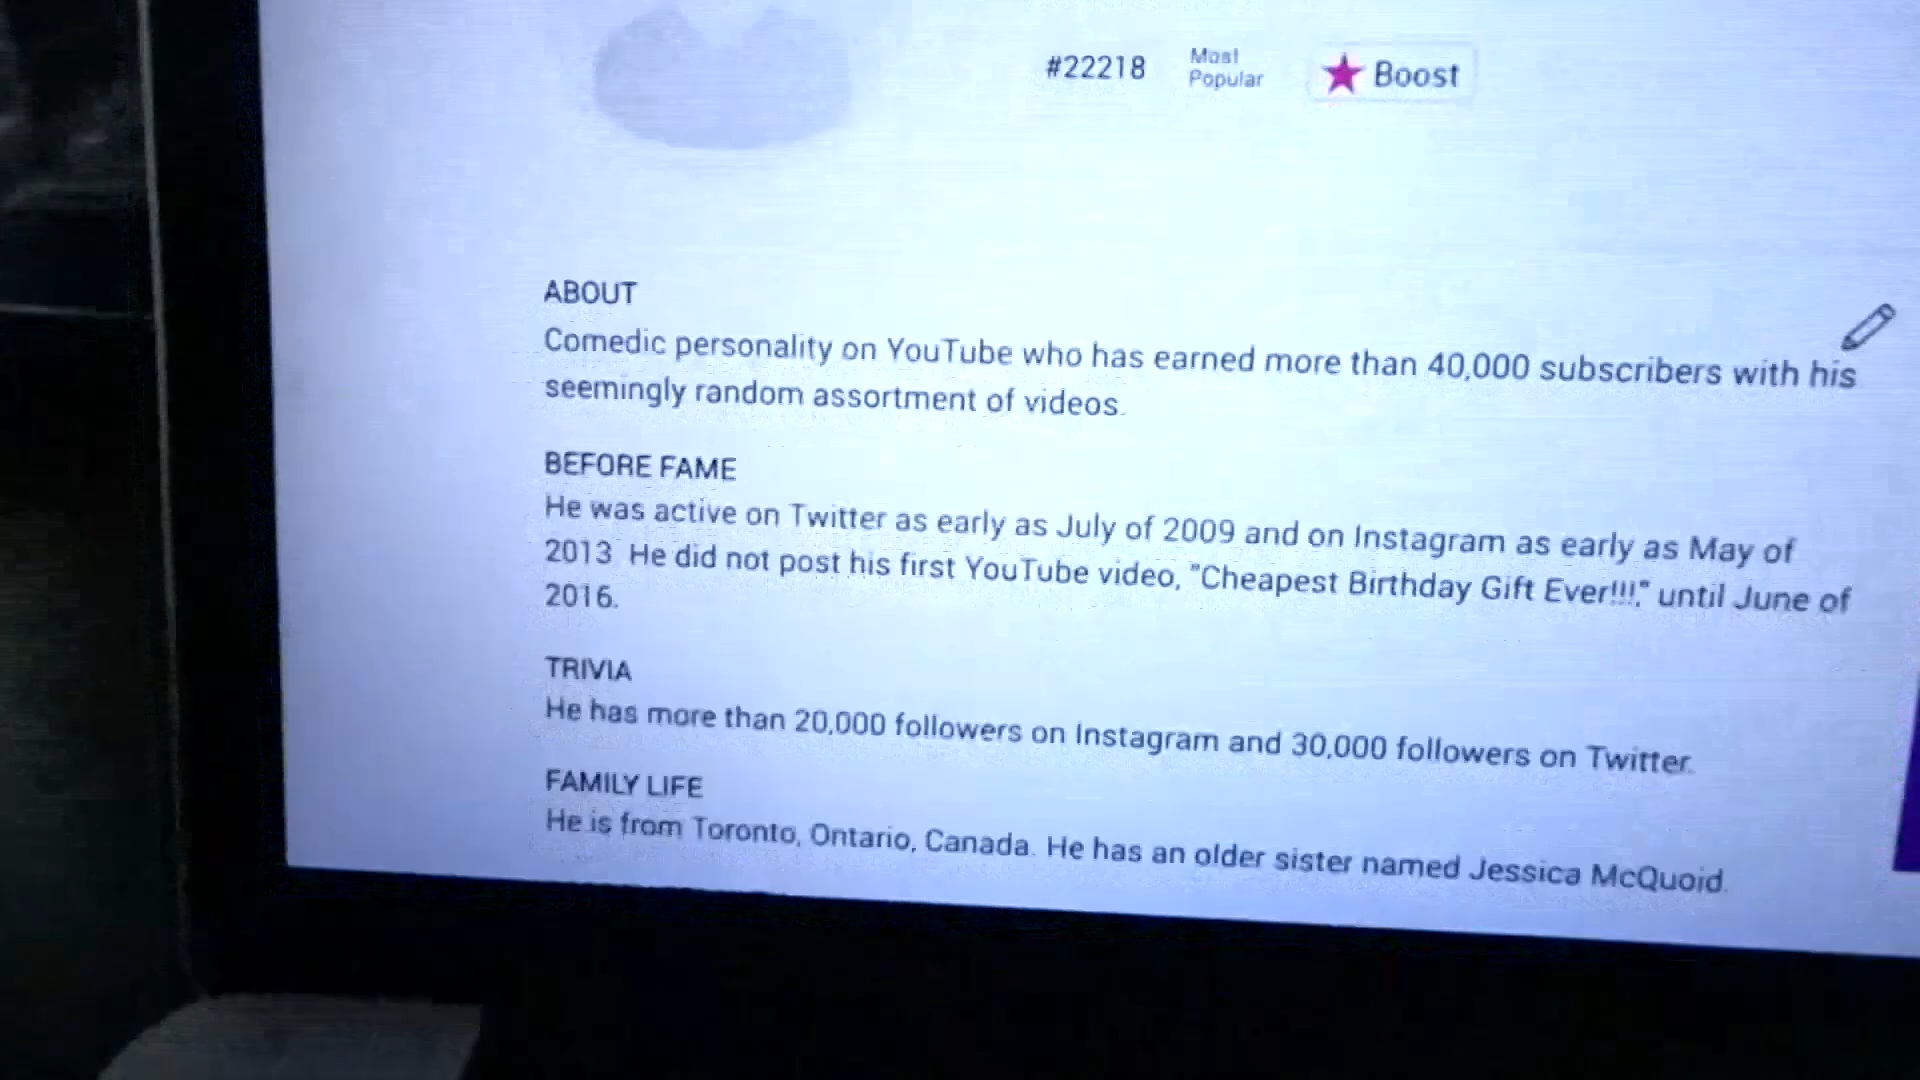 #22218
Most
Popular
Boost
ABOUT
Comedic personality on YouTube who has earned more than 40,000 subscribers with his
seemingly random assortment of videos.
BEFORE FAME
He was active on Twitter as early as July of 2009 and on Instagram as early as May of
2013 He did not post his first YouTube video, "Cheapest Birthday Gift Ever!!!," until June of
2016.
TRIVIA
He has more than 20,000 followers on Instagram and 30,000 followers on Twitter.
FAMILY LIFE
He is from Toronto, Ontario, Canada. He has an older sister named Jessica McQuoid.